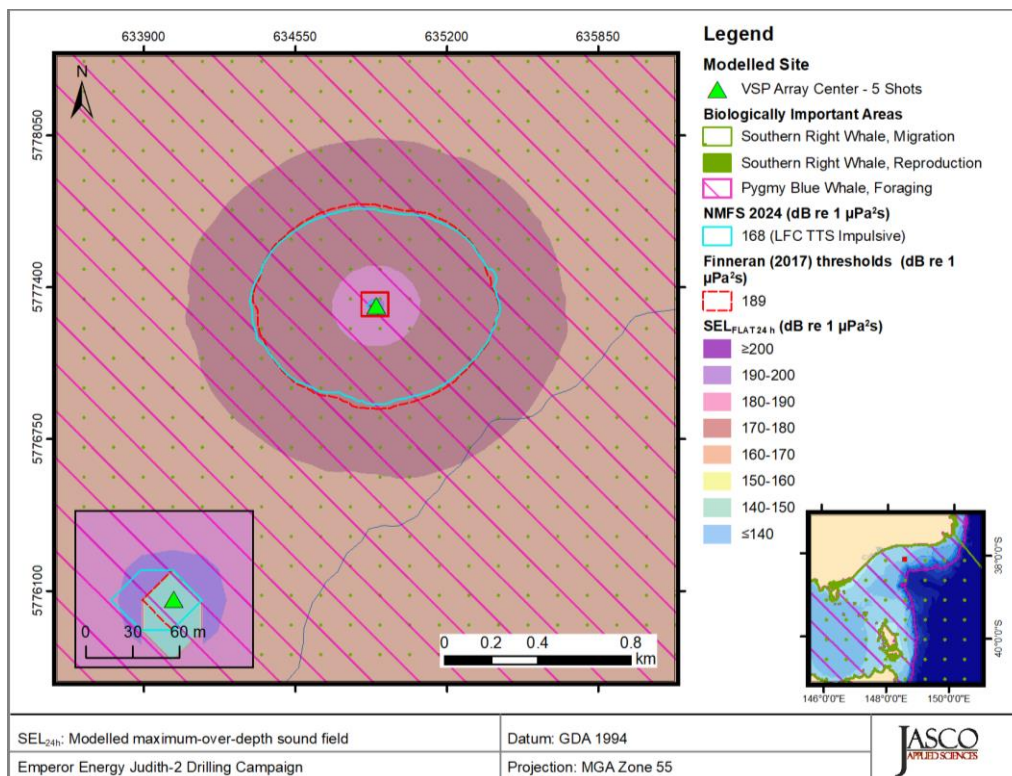 633900 634550 635200 635850
N
5778050
5777400
5776750
5776100
0 30 60 m
0 0.2 0.4 0.8
km
Legend
Modelled Site
VSP Array Center - 5 Shots
Biologically Important Areas
Southern Right Whale, Migration
Southern Right Whale, Reproduction
Pygmy Blue Whale, Foraging
NMFS 2024 (dB re 1 µPa²s)
168 (LFC TTS Impulsive)
Finneran (2017) thresholds (dB re 1
µPa²s)
189
SEL_FLAT 24 h (dB re 1 µPa²s)
≥200
190-200
180-190
170-180
160-170
150-160
140-150
≤140
38°0'0"S
40°0'0"S
146°0'0"E 148°0'0"E 150°0'0"E
SEL24h: Modelled maximum-over-depth sound field
Datum: GDA 1994
Emperor Energy Judith-2 Drilling Campaign
Projection: MGA Zone 55
JASCO
APPLIED SCIENCES